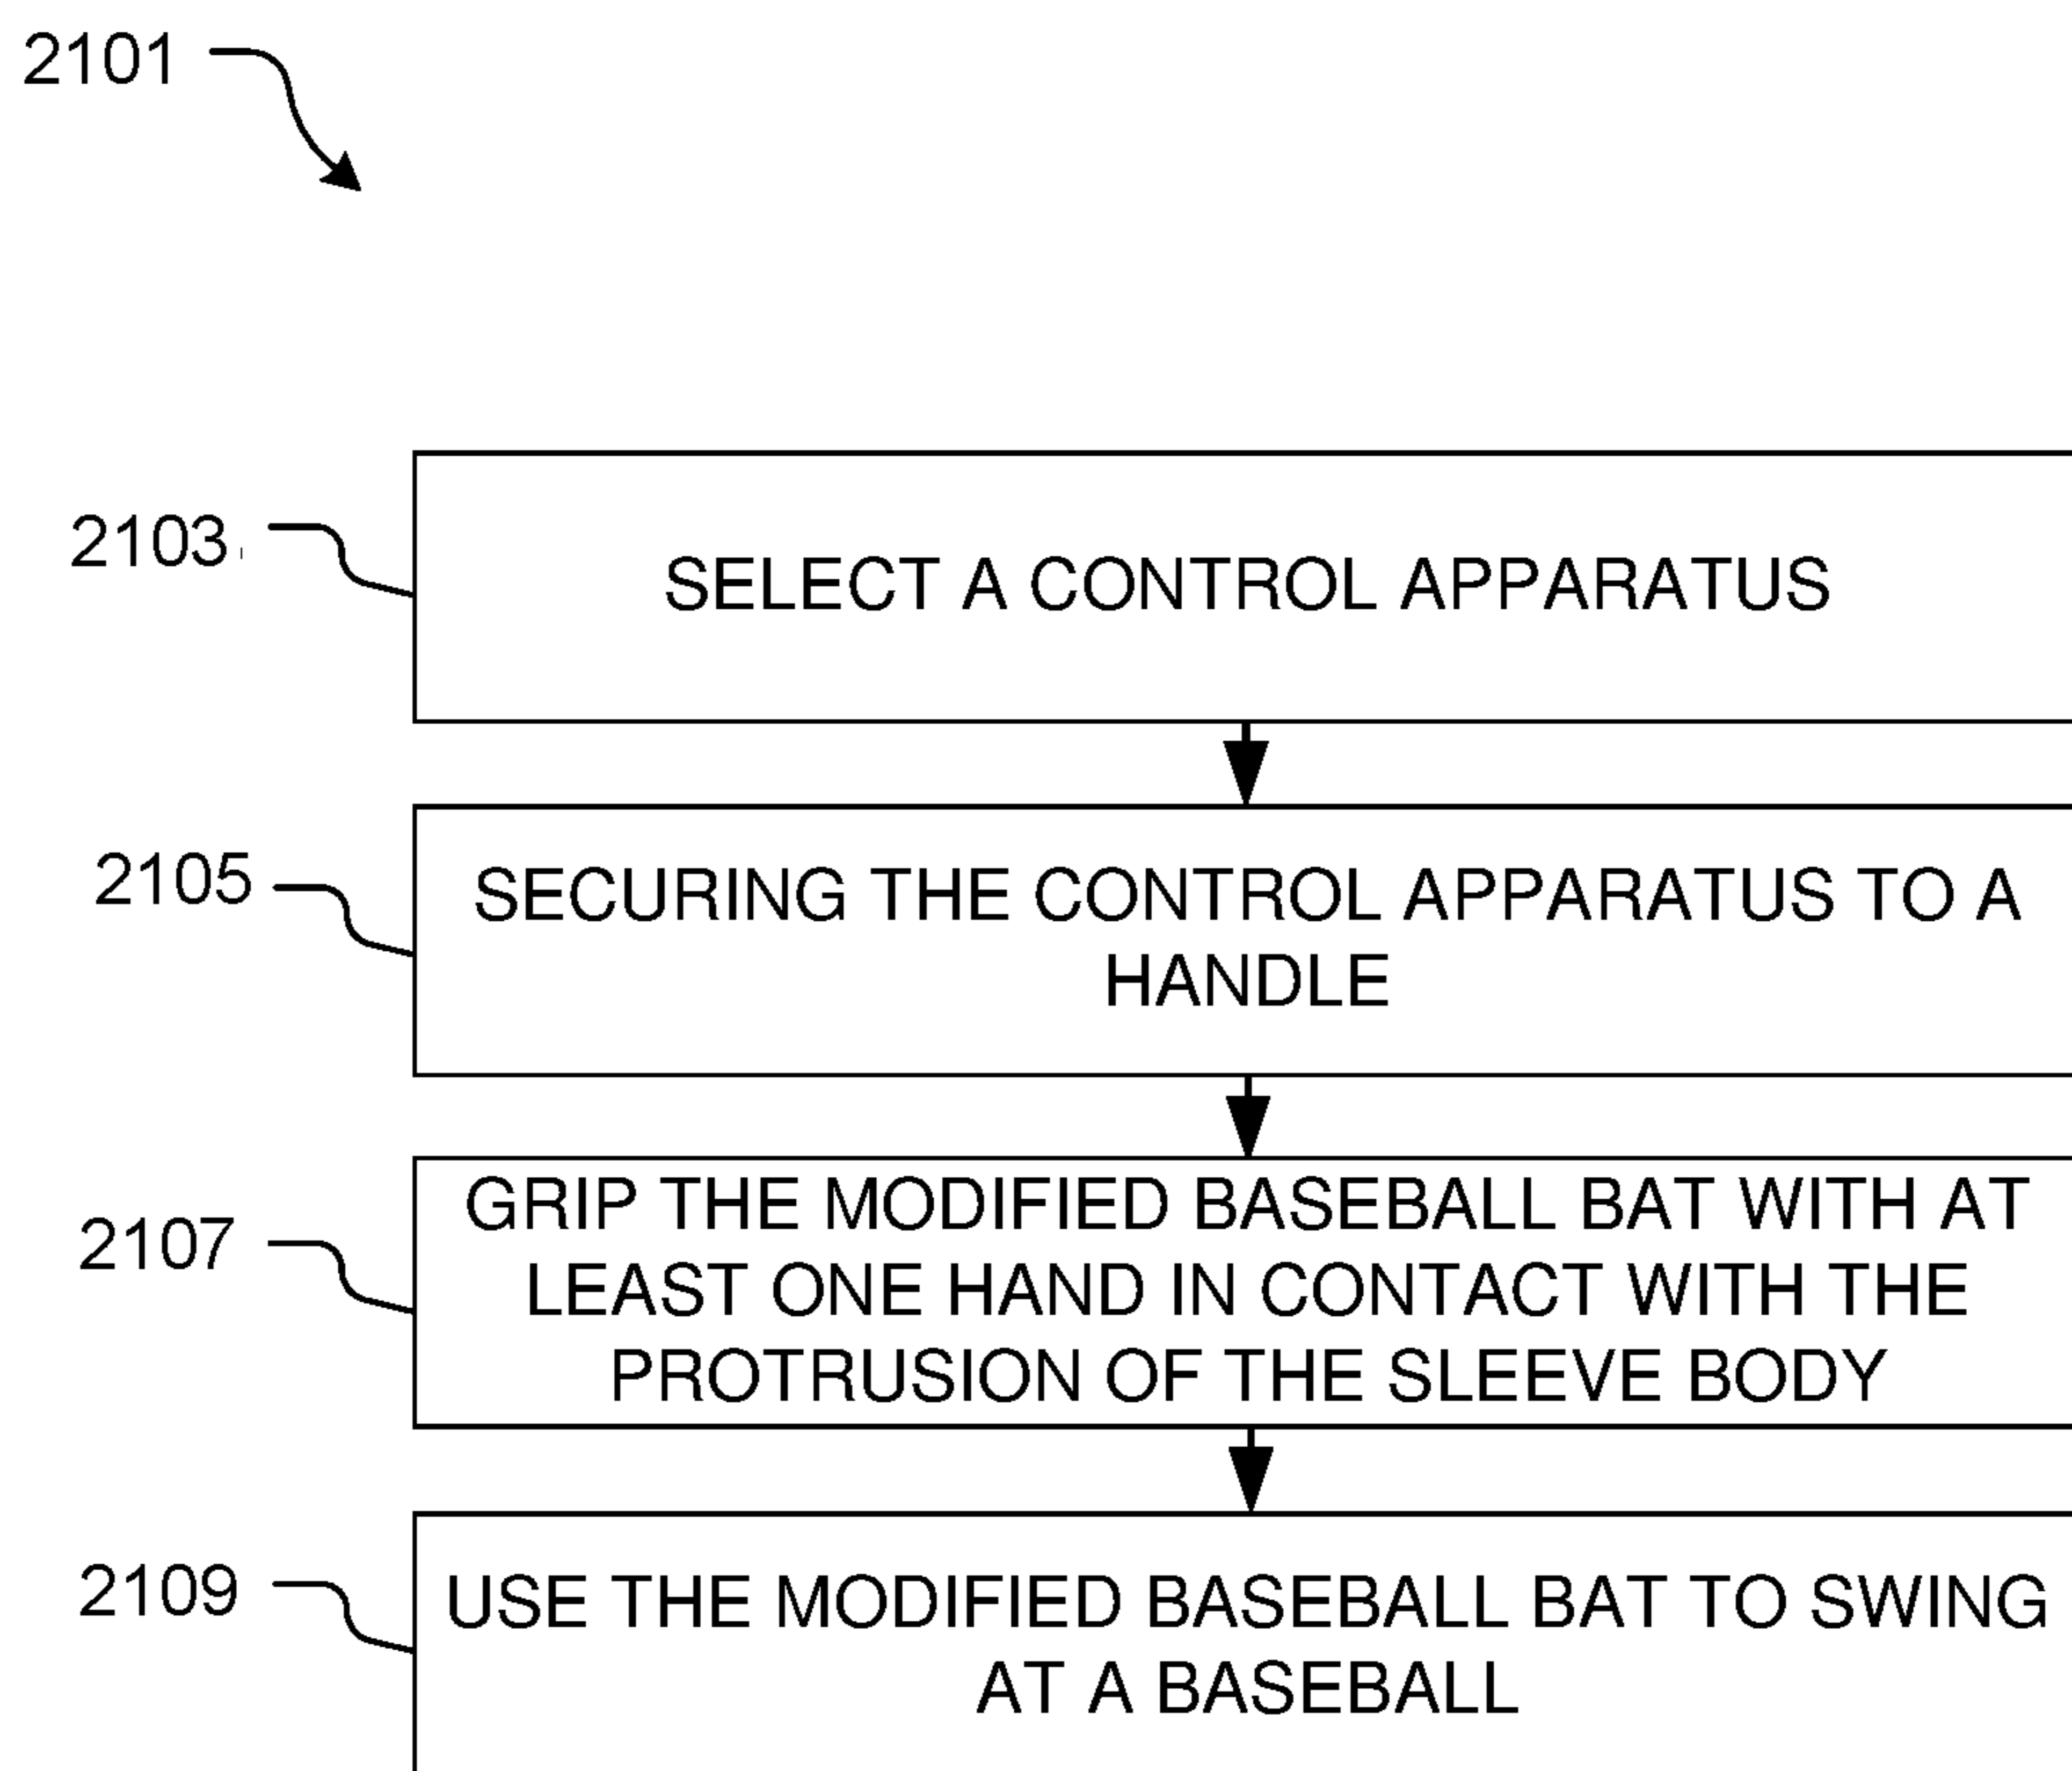 2101
2103
SELECT A CONTROL APPARATUS
2105
SECURING THE CONTROL APPARATUS TO A
HANDLE
2107
GRIP THE MODIFIED BASEBALL BAT WITH AT
LEAST ONE HAND IN CONTACT WITH THE
PROTRUSION OF THE SLEEVE BODY
2109
USE THE MODIFIED BASEBALL BAT TO SWING
AT A BASEBALL